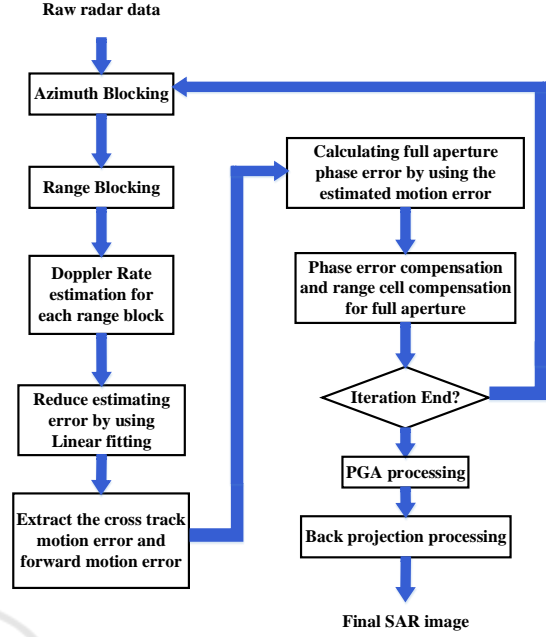 Raw radar data
Azimuth Blocking
Range Blocking
Doppler Rate
estimation for
each range block
Reduce estimating
error by using
Linear fitting
Extract the cross track
motion error and
forward motion error
Calculating full aperture
phase error by using the
estimated motion error
Phase error compensation
and range cell compensation
for full aperture
Iteration End?
PGA processing
Back projection processing
Final SAR image